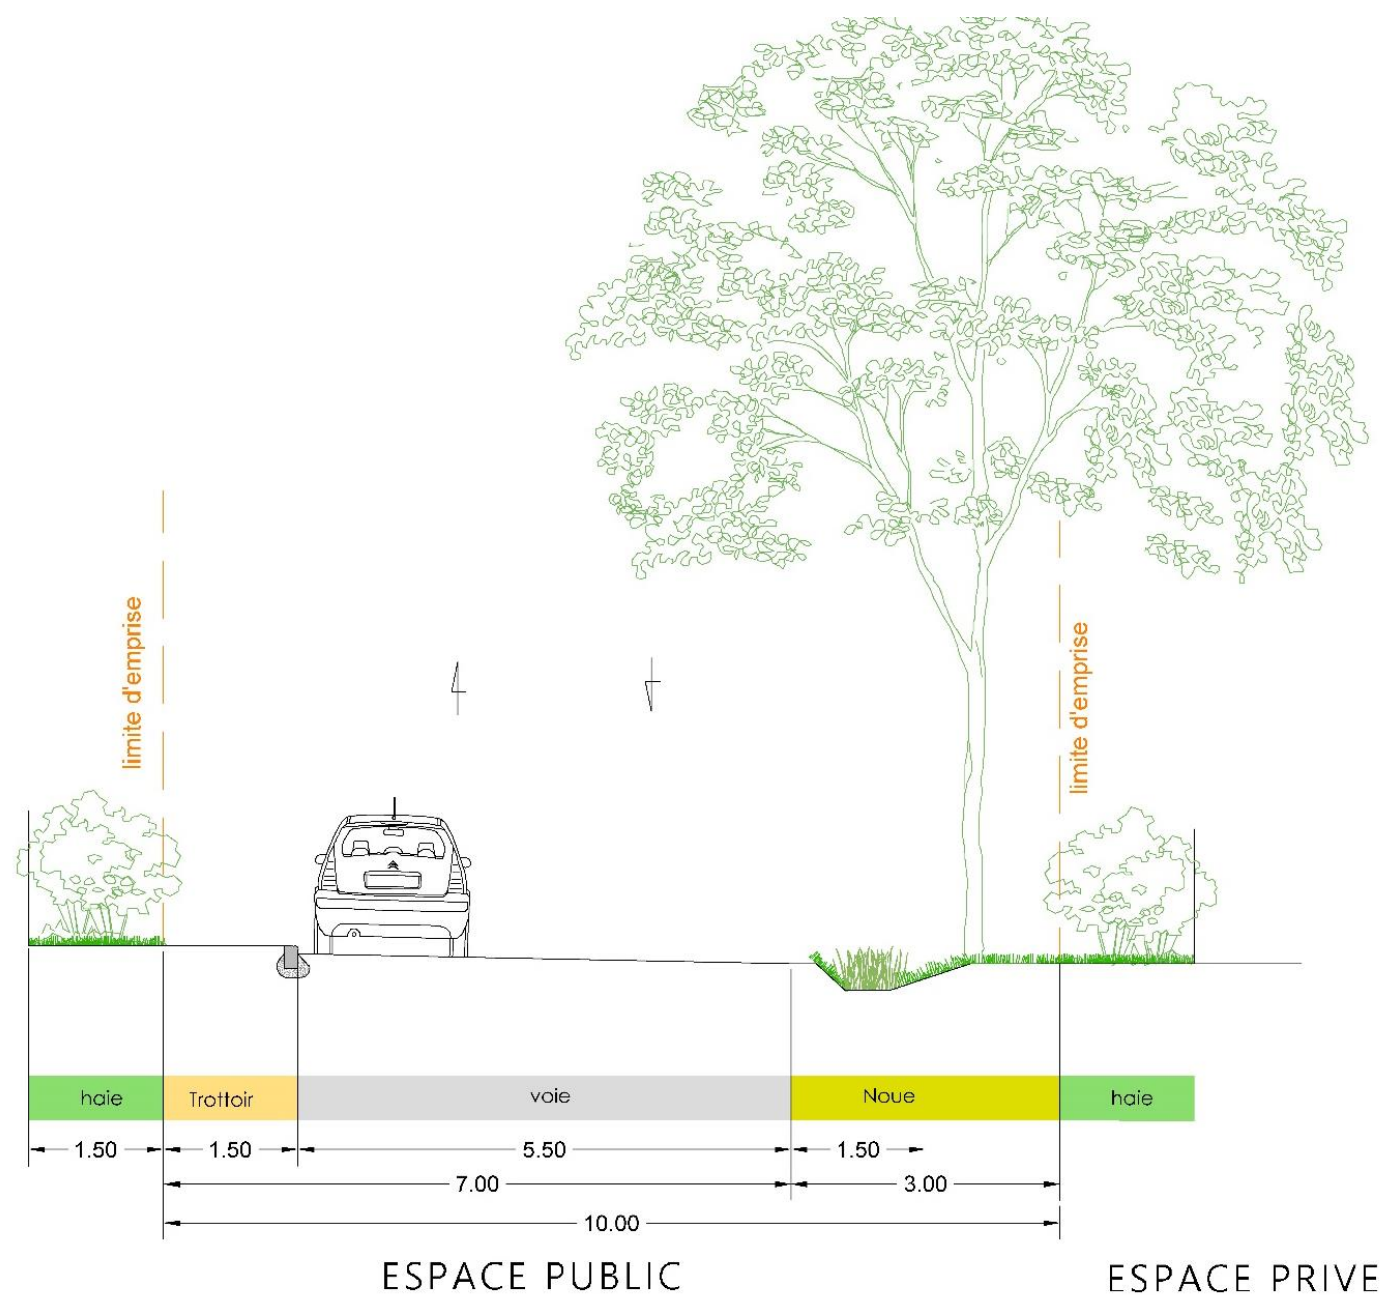 limite d'emprise
limite d'emprise
haie
Trottoir
voie
Noue
haie
1.50
1.50
5.50
1.50
7.00
3.00
10.00
ESPACE PUBLIC
ESPACE PRIVE